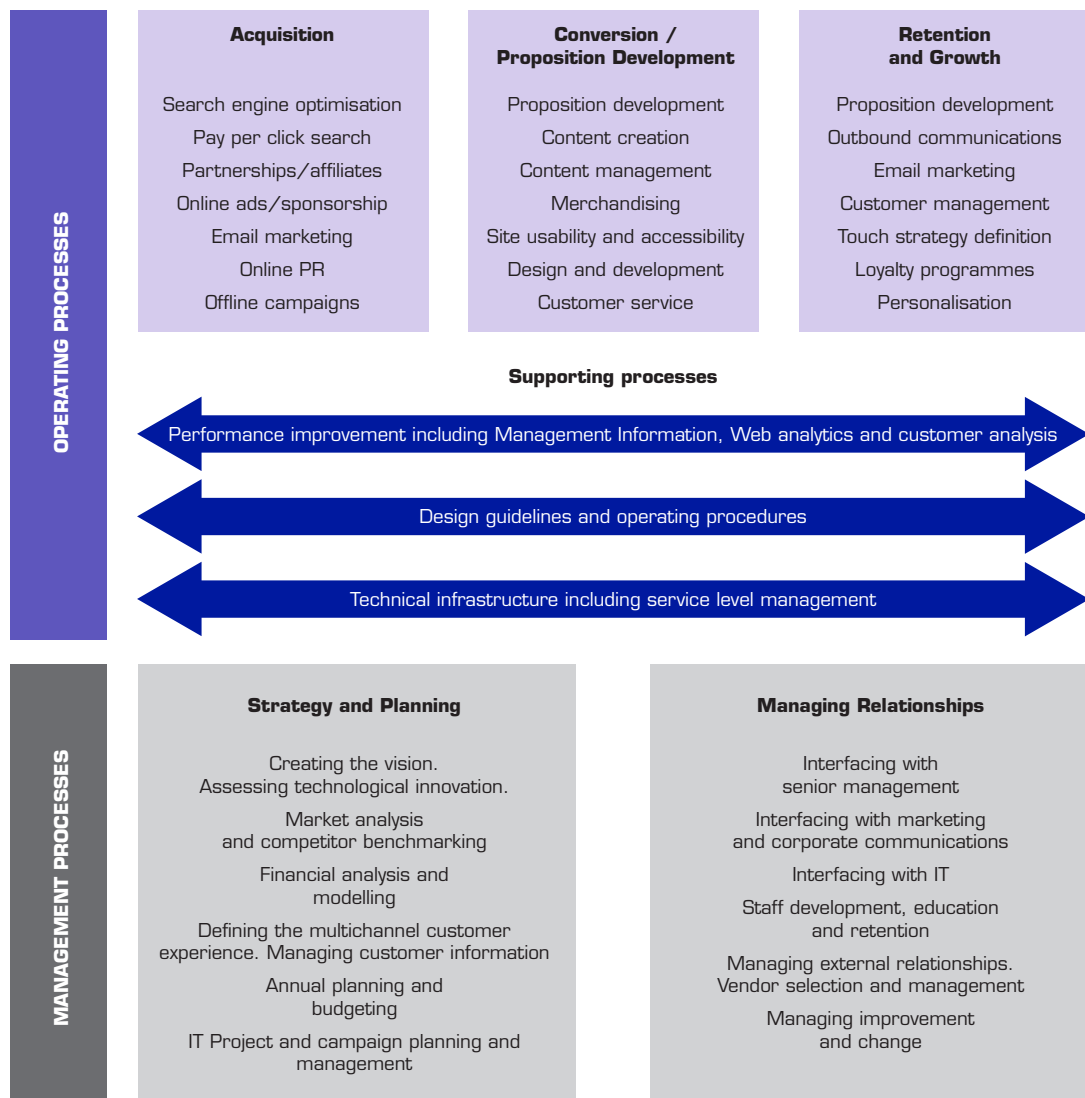 OPERATING PROCESSES
Acquisition
Search engine optimisation
Pay per click search
Partnerships/affiliates
Online ads/sponsorship
Email marketing
Online PR
Offline campaigns
Conversion /
Proposition Development
Proposition development
Content creation
Content management
Merchandising
Site usability and accessibility
Design and development
Customer service
Retention
and Growth
Proposition development
Outbound communications
Email marketing
Customer management
Touch strategy definition
Loyalty programmes
Personalisation
Supporting processes
Performance improvement including Management Information, Web analytics and customer analysis
Design guidelines and operating procedures
Technical infrastructure including service level management
MANAGEMENT PROCESSES
Strategy and Planning
Creating the vision.
Assessing technological innovation.
Market analysis
and competitor benchmarking
Financial analysis and
modelling
Defining the multichannel customer
experience. Managing customer information
Annual planning and
budgeting
IT Project and campaign planning and
management
Managing Relationships
Interfacing with
senior management
Interfacing with marketing
and corporate communications
Interfacing with IT
Staff development, education
and retention
Managing external relationships.
Vendor selection and management
Managing improvement
and change